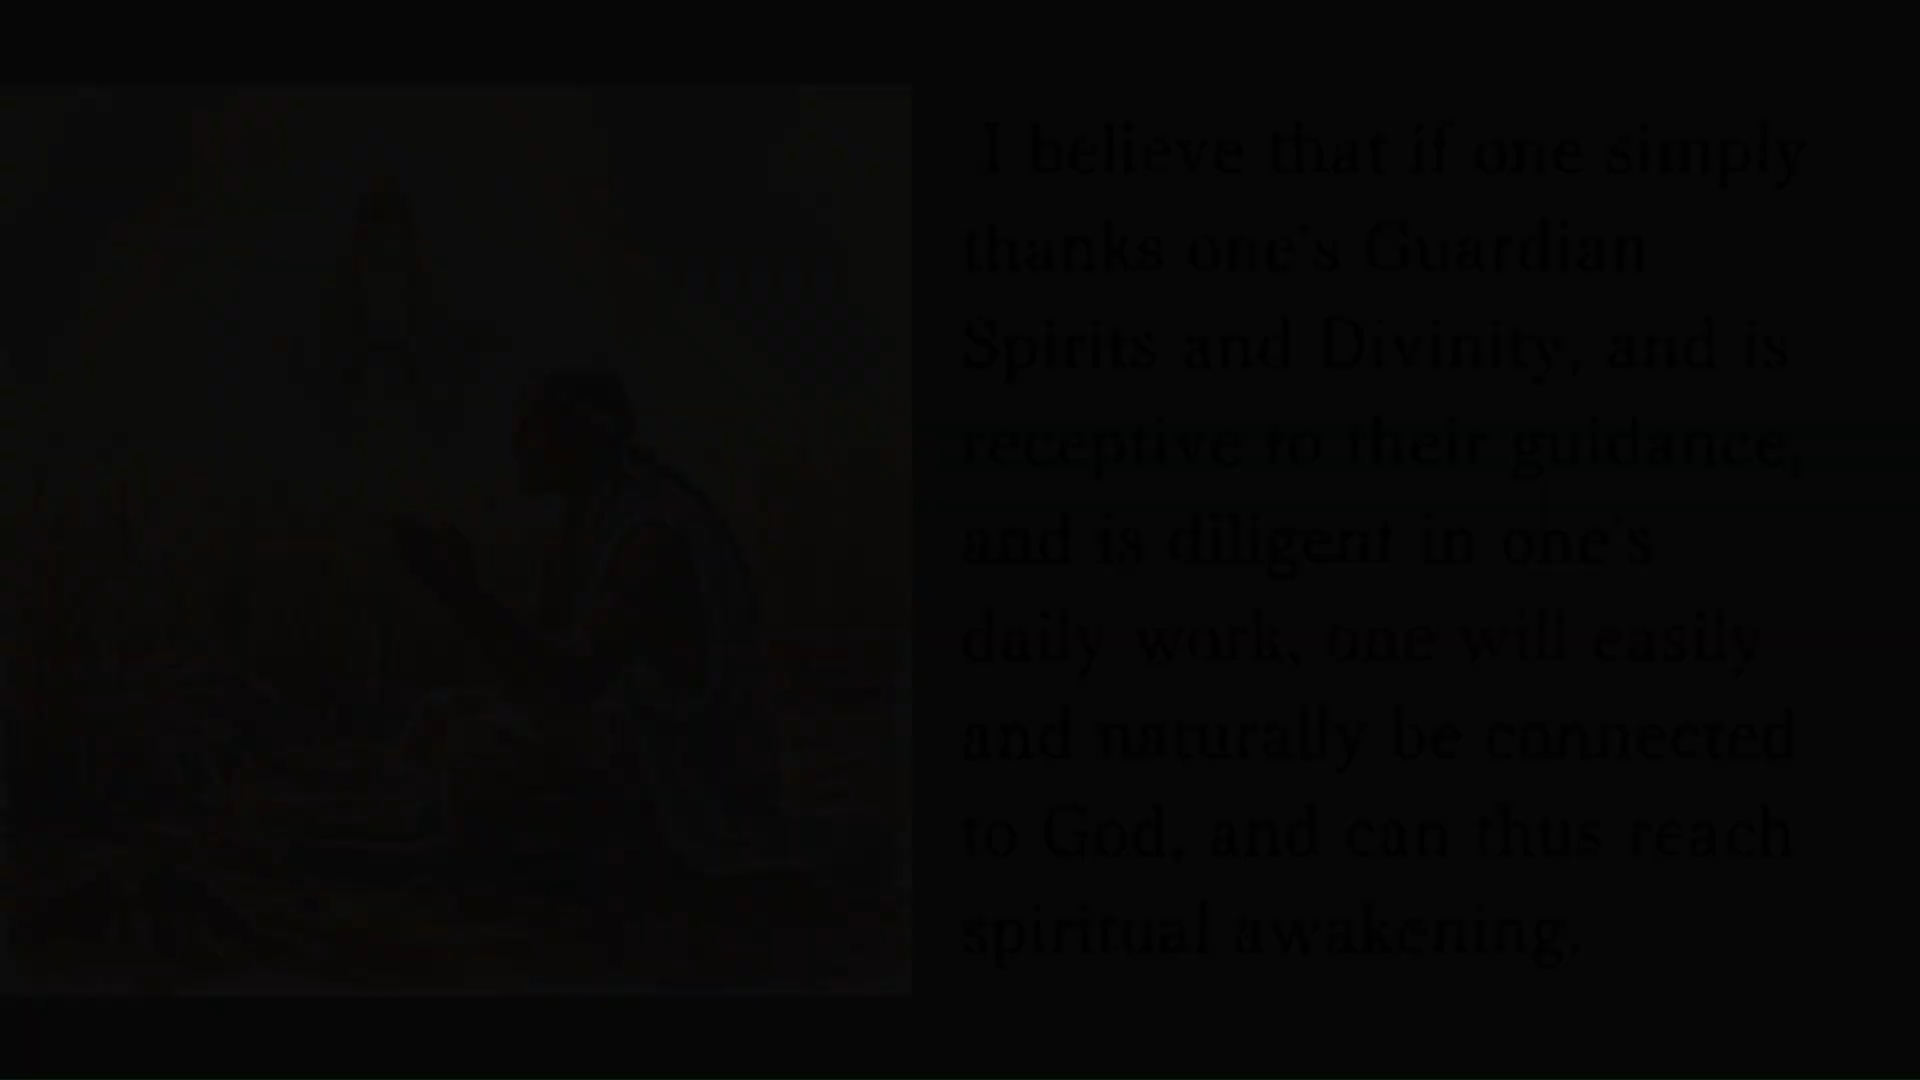 I believe that if one simply
thanks one's Guardian
Spirits and Divinity, and is
receptive to their guidance,
and is diligent in one's
daily work, one will easily
and naturally be connected
to God, and can thus reach
spiritual awakening.